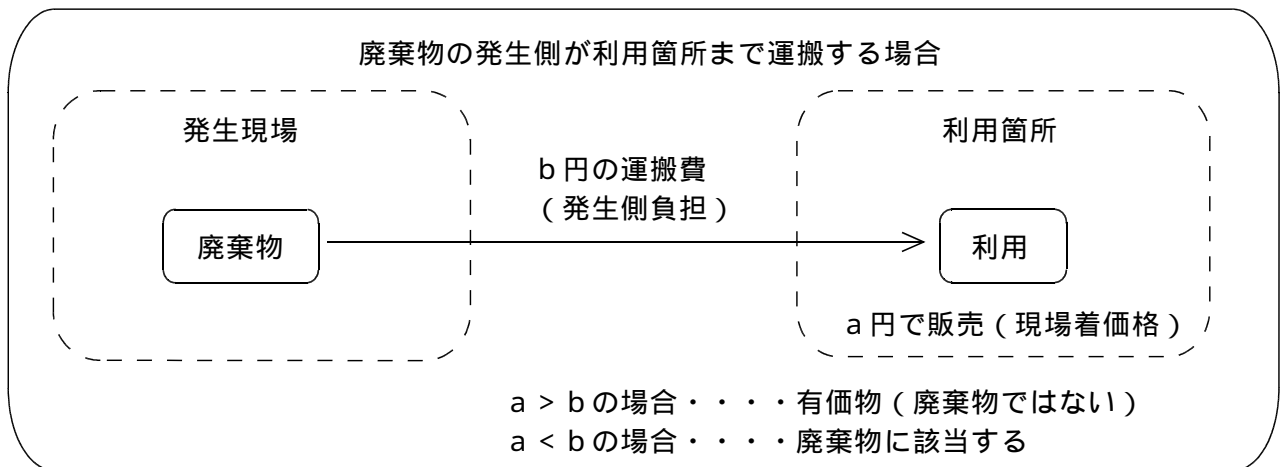 廃棄物の発生側が利用箇所まで運搬する場合
発生現場
利用箇所
ｂ円の運搬費
（発生側負担）
廃棄物
利用
ａ円で販売（現場着価格）
ａ＞ｂの場合・・・・有価物（廃棄物ではない）
ａ＜ｂの場合・・・・廃棄物に該当する